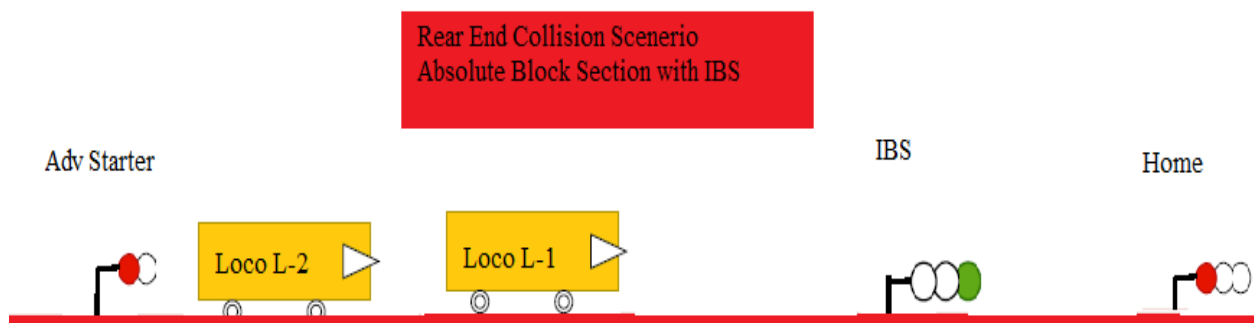 Rear End Collision Scenerio
Absolute Block Section with IBS
Adv Starter
IBS
Home
Loco L-2
Loco L-1